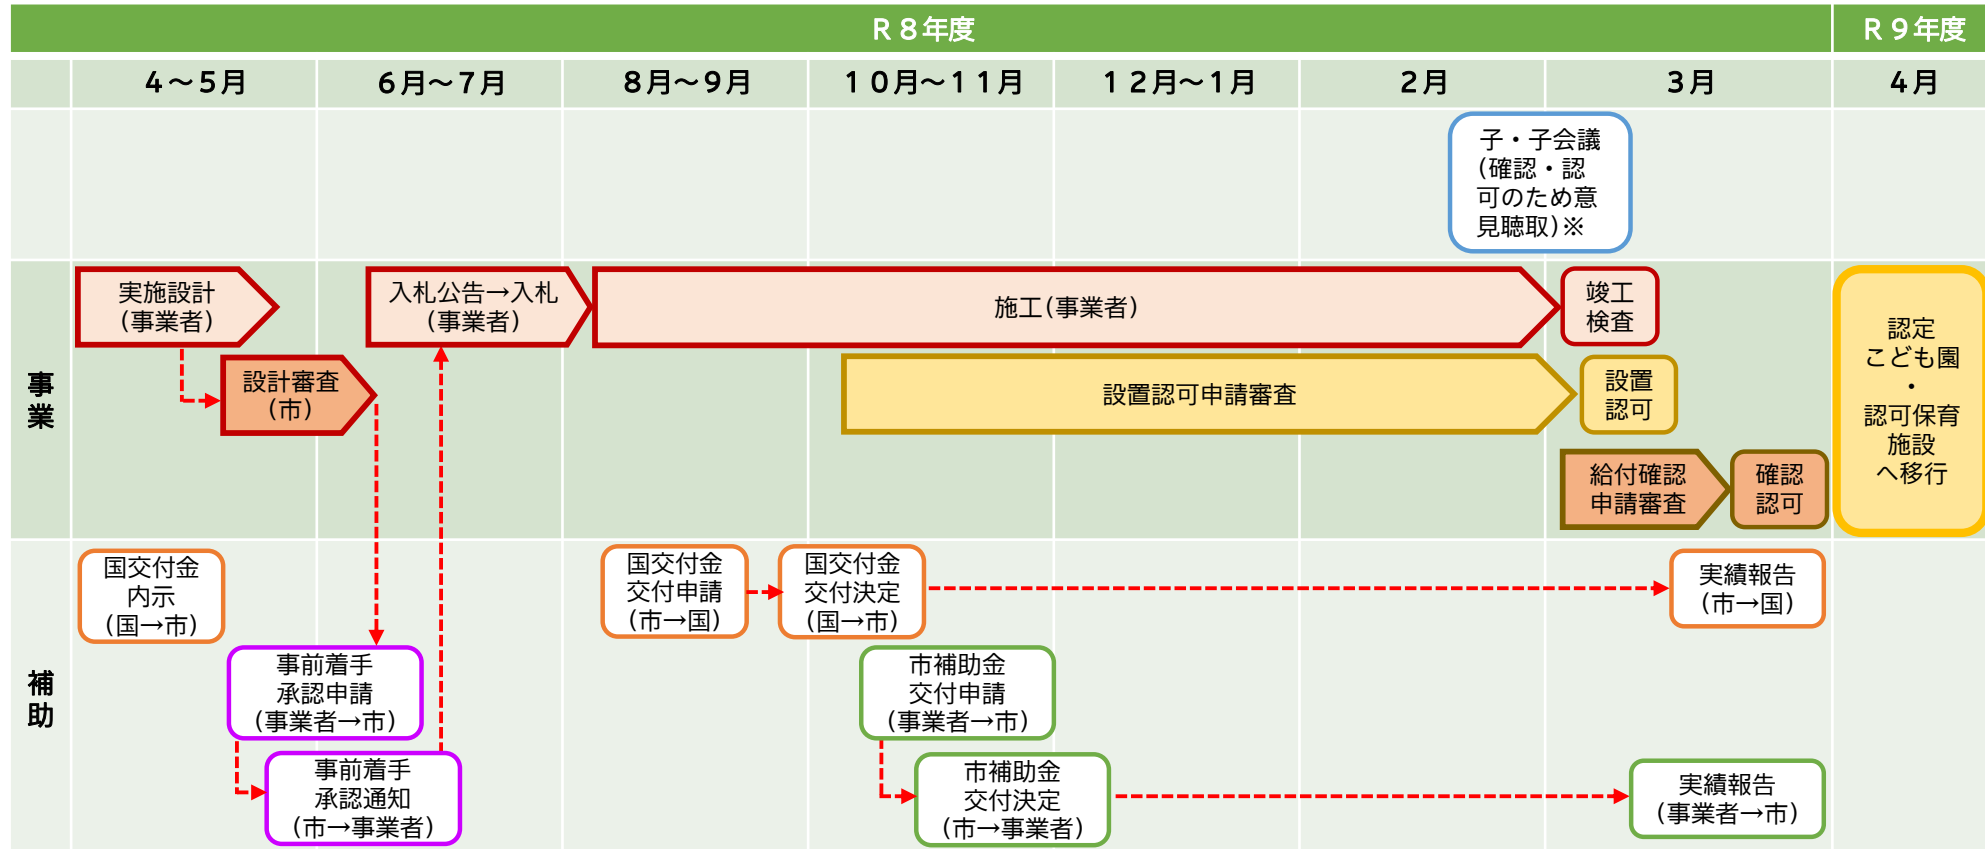 R８年度
R９年度
４～５月
６月～７月
８月～９月
１０月～１１月
１２月～１月
２月
３月
４月
子・子会議
(確認・認
可のため意
見聴取)※
事
業
実施設計
(事業者)
入札公告→入札
(事業者)
施工(事業者)
竣工
検査
設計審査
(市)
設置認可申請審査
設置
認可
給付確認
申請審査
確認
認可
認定
こども園
・
認可保育
施設
へ移行
補
助
国交付金
内示
(国→市)
国交付金
交付申請
(市→国)
国交付金
交付決定
(国→市)
実績報告
(市→国)
事前着手
承認申請
(事業者→市)
市補助金
交付申請
(事業者→市)
事前着手
承認通知
(市→事業者)
市補助金
交付決定
(市→事業者)
実績報告
(事業者→市)